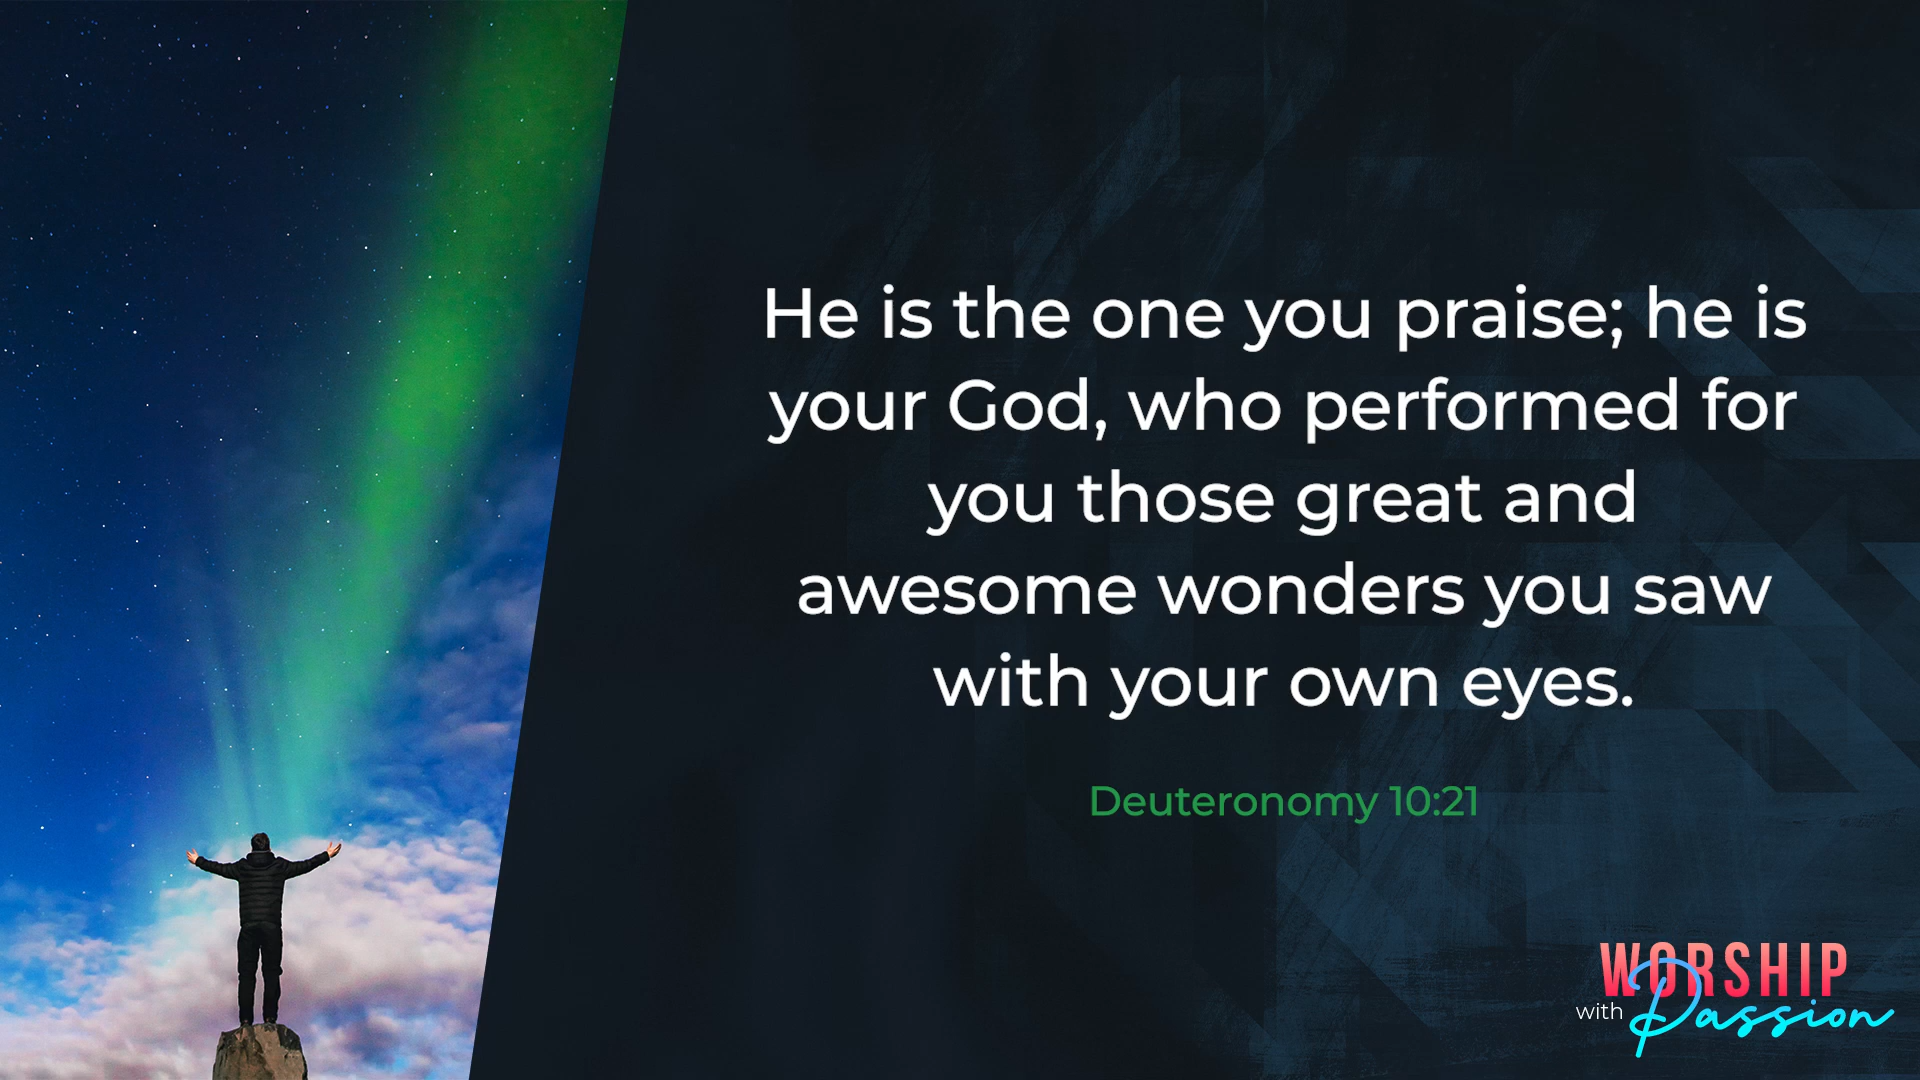 He is the one you praise; he is
your God, who performed for
you those great and
awesome wonders you saw
with your own eyes.
Deuteronomy 10:21
WORSHIP
with Passion